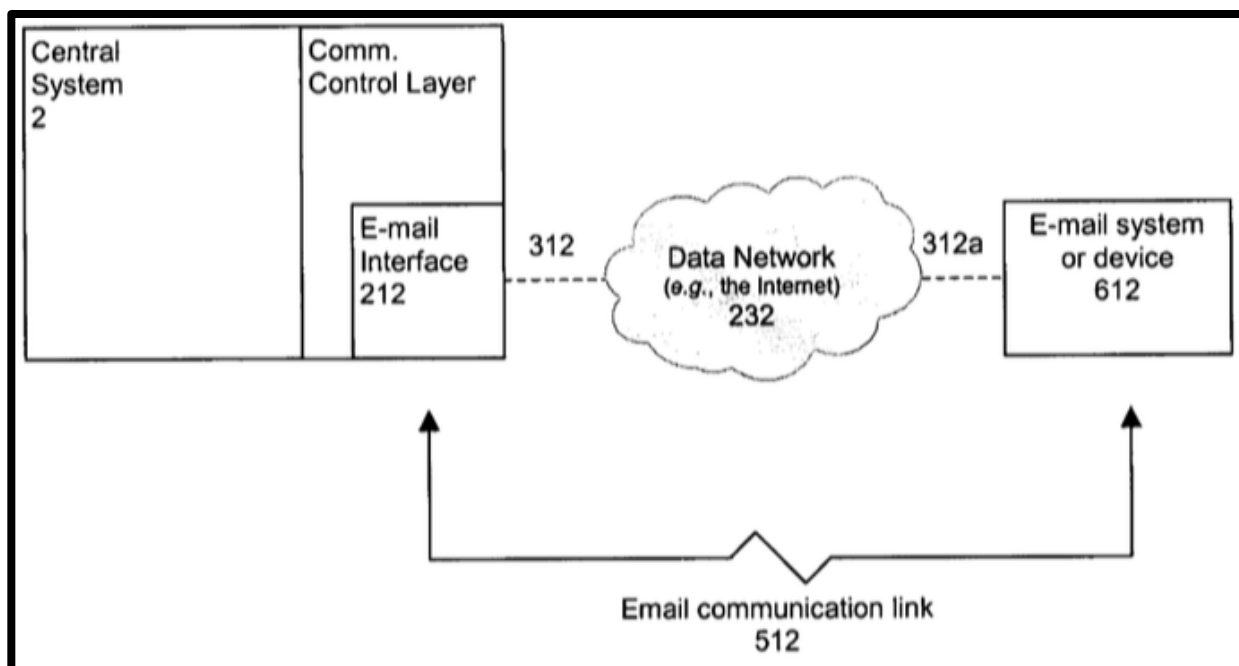 Central
System
2
Comm.
Control Layer
E-mail
Interface
212
312
Data Network
(e.g., the Internet)
232
312a
E-mail system
or device
612
Email communication link
512